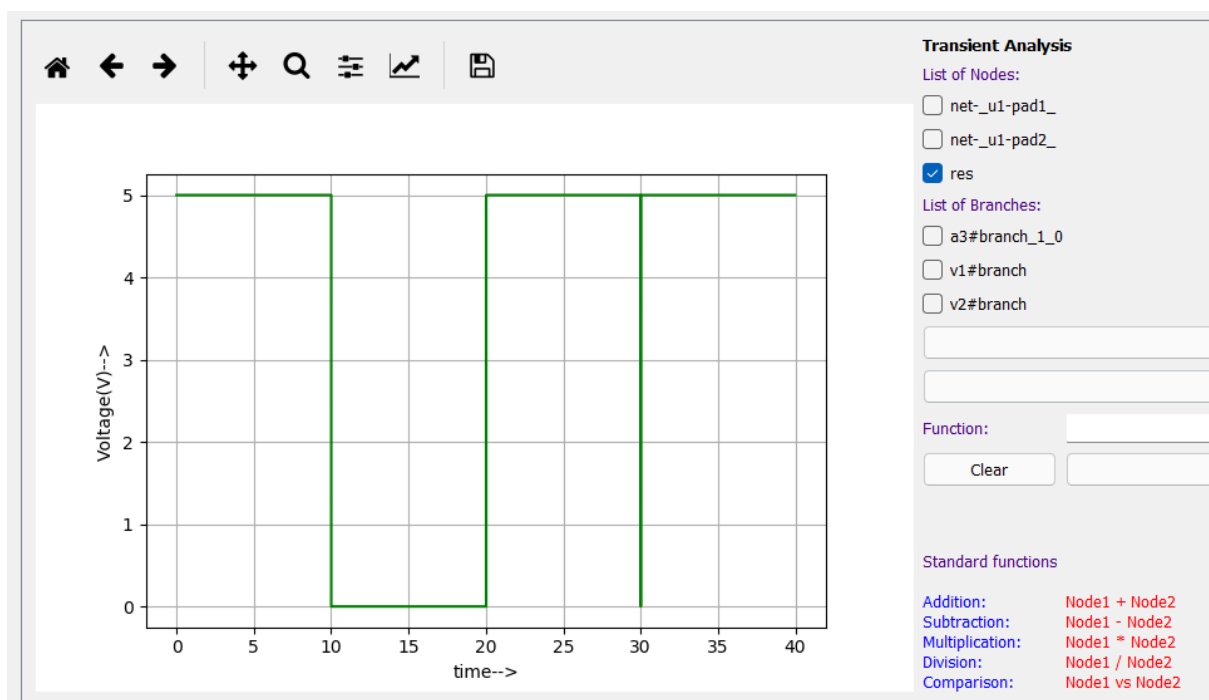 Transient Analysis
List of Nodes:
net-_u1-pad1_
net-_u1-pad2_
res
List of Branches:
a3#branch_1_0
v1#branch
v2#branch
Function:
Clear
Standard functions
Addition: Node1 + Node2
Subtraction: Node1 - Node2
Multiplication: Node1 * Node2
Division: Node1 / Node2
Comparison: Node1 vs Node2
5
4
3
2
1
0
Voltage(V)-->
0 5 10 15 20 25 30 35 40
time-->